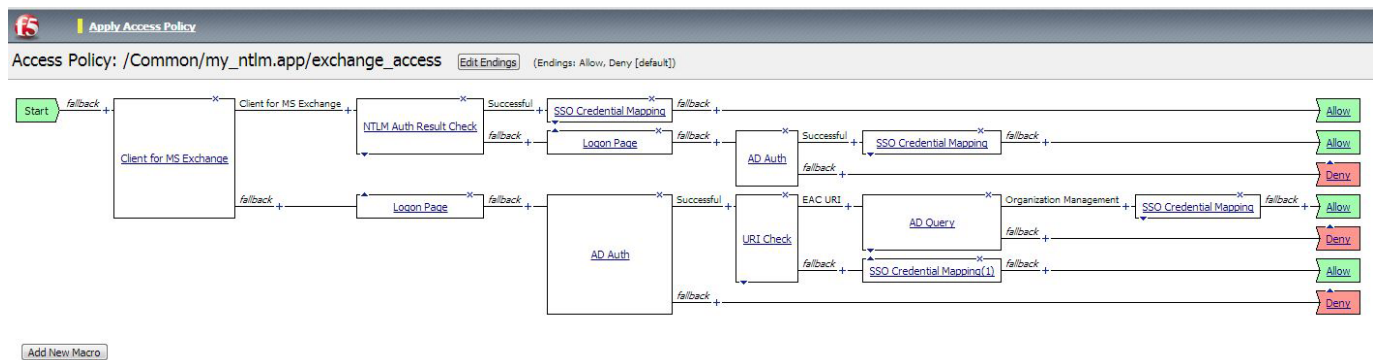 f5 Apply Access Policy
Access Policy: /Common/my_ntlm.app/exchange_access Edit Endings (Endings: Allow, Deny [default])
Start fallback + Client for MS Exchange + Successful + SSO Credential Mapping fallback + Allow
NTLM Auth Result Check fallback + Logon Page fallback + Successful + SSO Credential Mapping fallback + Allow
Client for MS Exchange AD Auth fallback + Deny
fallback + Logon Page fallback + Successful + EAC URI + Organization Management + SSO Credential Mapping fallback + Allow
AD Query
URI Check fallback + Deny
AD Auth fallback + SSO Credential Mapping(1) fallback + Allow
fallback + Deny
Add New Macro